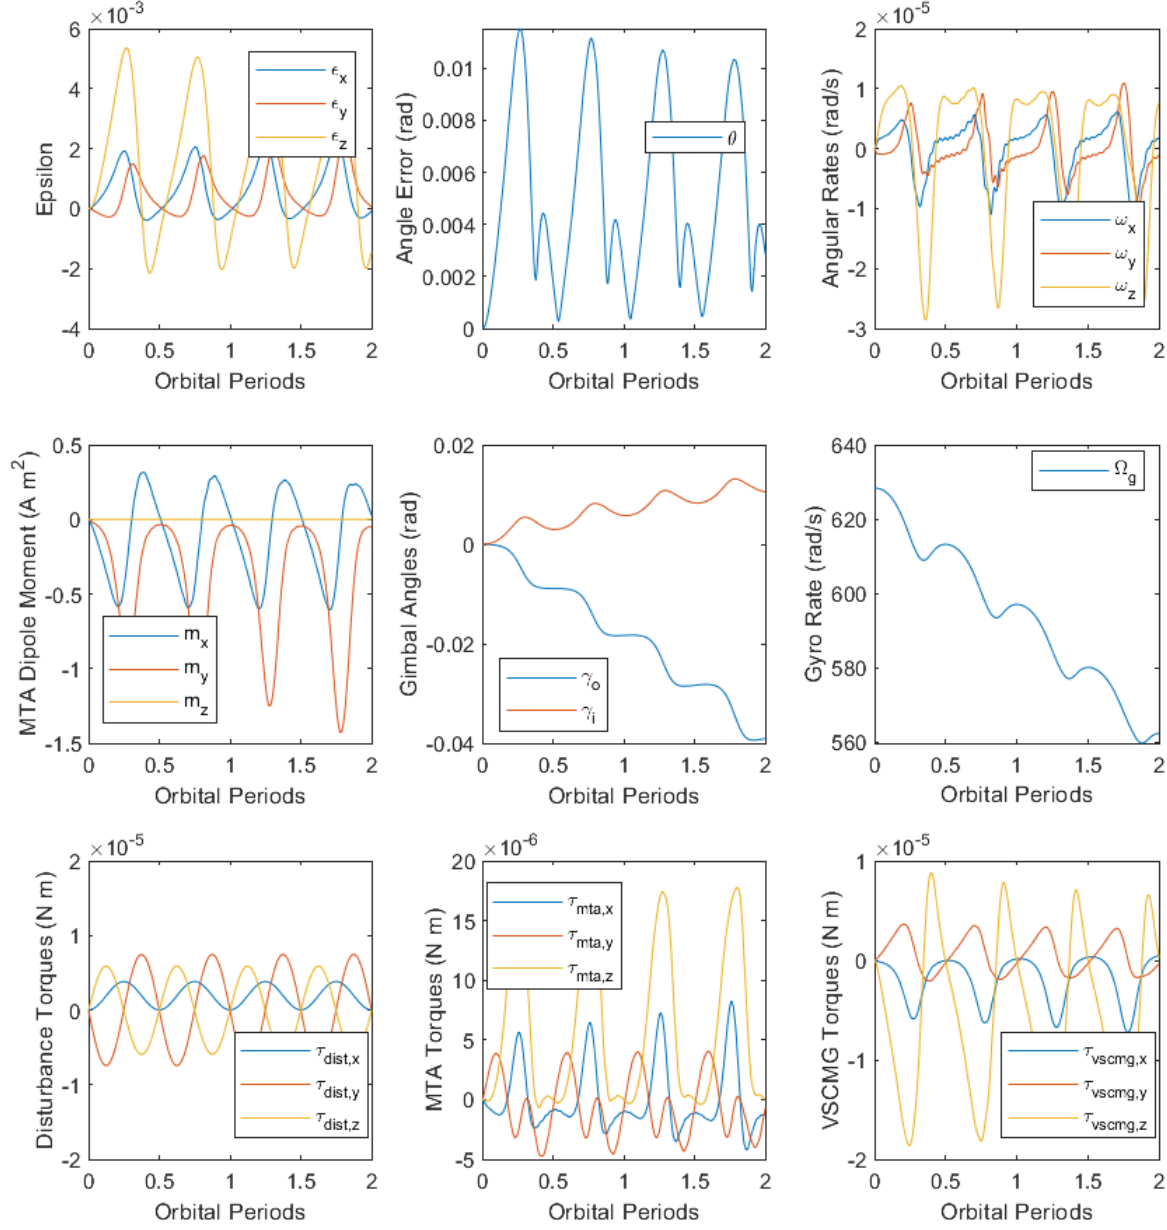 ×10⁻³
6
4
2
0
-2
-4
Epsilon
ϵx
ϵy
ϵz
0 0.5 1 1.5 2
Orbital Periods
0.01
0.008
0.006
0.004
0.002
0
Angle Error (rad)
θ
0 0.5 1 1.5 2
Orbital Periods
×10⁻⁵
2
1
0
-1
-2
-3
Angular Rates (rad/s)
ωx
ωy
ωz
0 0.5 1 1.5 2
Orbital Periods
0.5
0
-0.5
-1
-1.5
MTA Dipole Moment (A m²)
mx
my
mz
0 0.5 1 1.5 2
Orbital Periods
0.02
0
-0.02
-0.04
Gimbal Angles (rad)
γo
γi
0 0.5 1 1.5 2
Orbital Periods
640
620
600
580
560
Gyro Rate (rad/s)
Ωg
0 0.5 1 1.5 2
Orbital Periods
×10⁻⁵
2
1
0
-1
-2
Disturbance Torques (N m)
τdist,x
τdist,y
τdist,z
0 0.5 1 1.5 2
Orbital Periods
×10⁻⁶
20
15
10
5
0
-5
MTA Torques (N m)
τmta,x
τmta,y
τmta,z
0 0.5 1 1.5 2
Orbital Periods
×10⁻⁵
1
0
-1
-2
VSCMG Torques (N m)
τvscmg,x
τvscmg,y
τvscmg,z
0 0.5 1 1.5 2
Orbital Periods